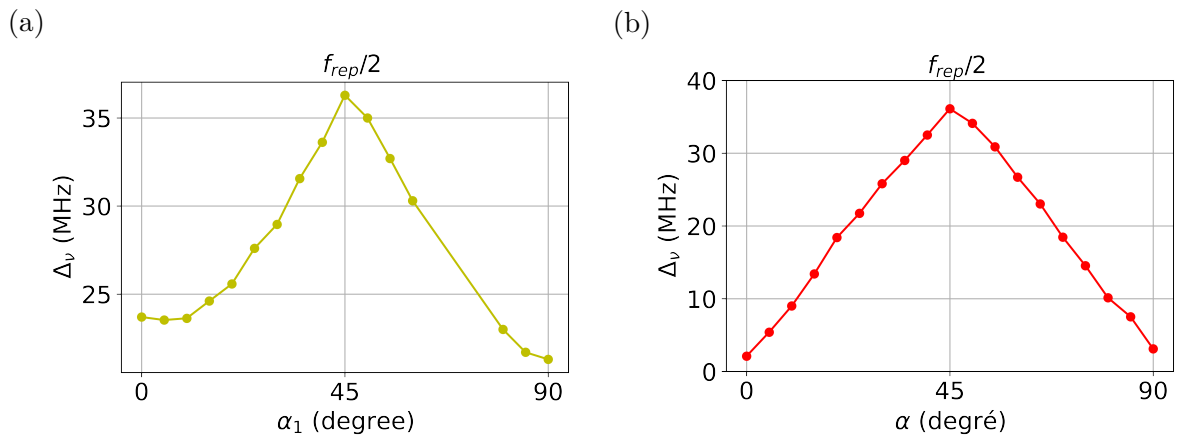 (a)
f_rep/2
35
30
25
Δ_ν (MHz)
0 45 90
α_1 (degree)
(b)
f_rep/2
40
30
20
10
0
Δ_ν (MHz)
0 45 90
α (degré)